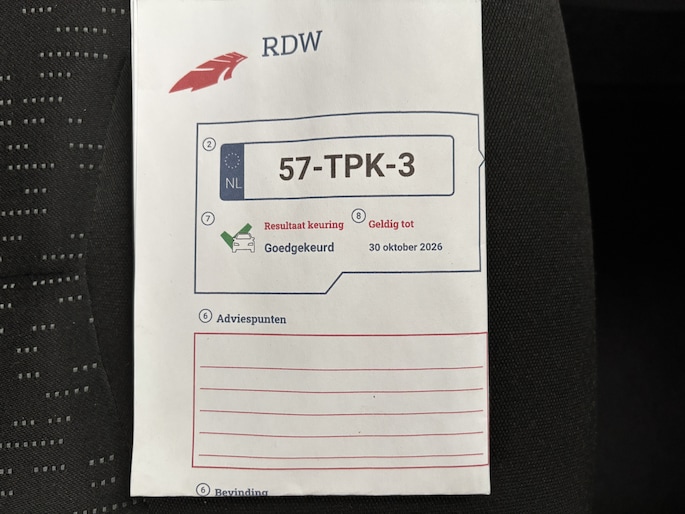 RDW
2
NL
57-TPK-3
7
Resultaat keuring
8
Geldig tot
Goedgekeurd
30 oktober 2026
6 Adviespunten
6 Bevinding